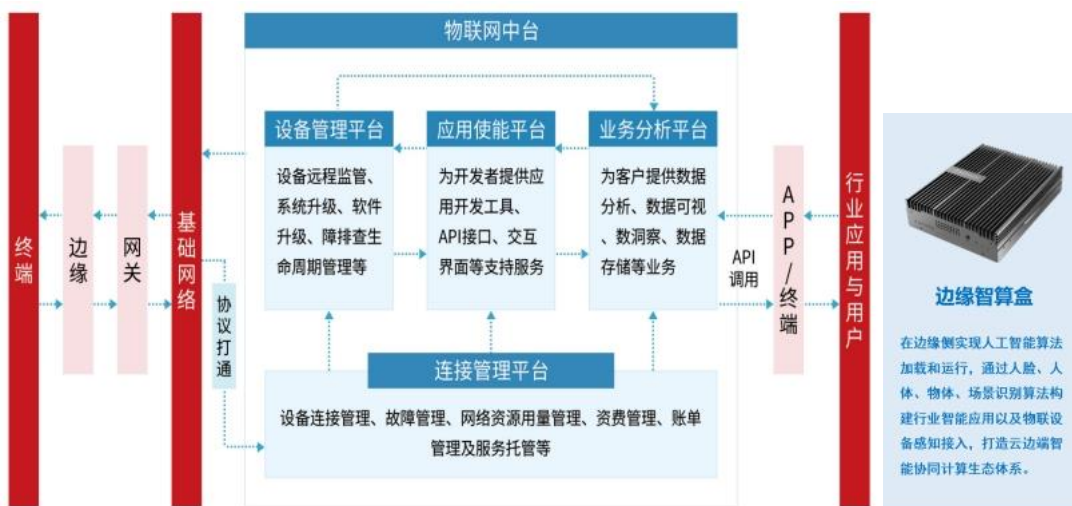 物联网中台
设备管理平台
设备远程监管、
系统升级、软件
升级、障排查生
命周期管理等
应用使能平台
为开发者提供应
用开发工具、
API接口、交互
界面等支持服务
业务分析平台
为客户提供数据
分析、数据可视
、数洞察、数据
存储等业务
连接管理平台
设备连接管理、故障管理、网络资源用量管理、资费管理、账单
管理及服务托管等
终端
边缘
网关
基础网络
协议打通
API
调用
APP/终端
行业应用与用户
边缘智算盒
在边缘侧实现人工智能算法
加载和运行，通过人脸、人
体、物体、场景识别算法构
建行业智能应用以及物联设
备感知接入，打造云边端智
能协同计算生态体系。